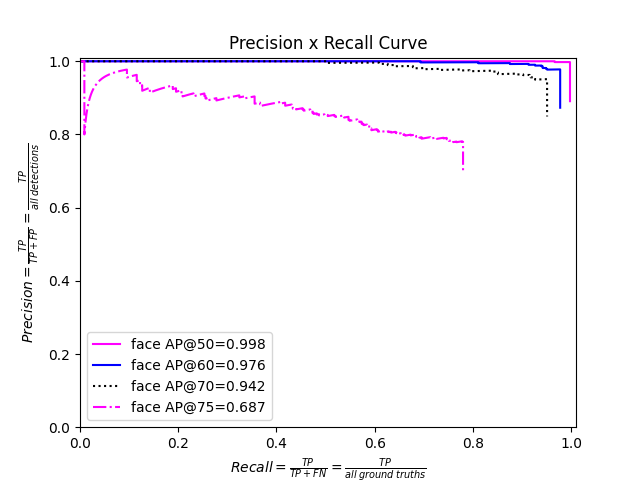 Precision x Recall Curve
1.0
0.8
0.6
0.4
0.2
0.0
Precision = TP / TP + FP = TP / all detections
face AP@50=0.998
face AP@60=0.976
face AP@70=0.942
face AP@75=0.687
0.0 0.2 0.4 0.6 0.8 1.0
Recall = TP / TP + FN = TP / all ground truths